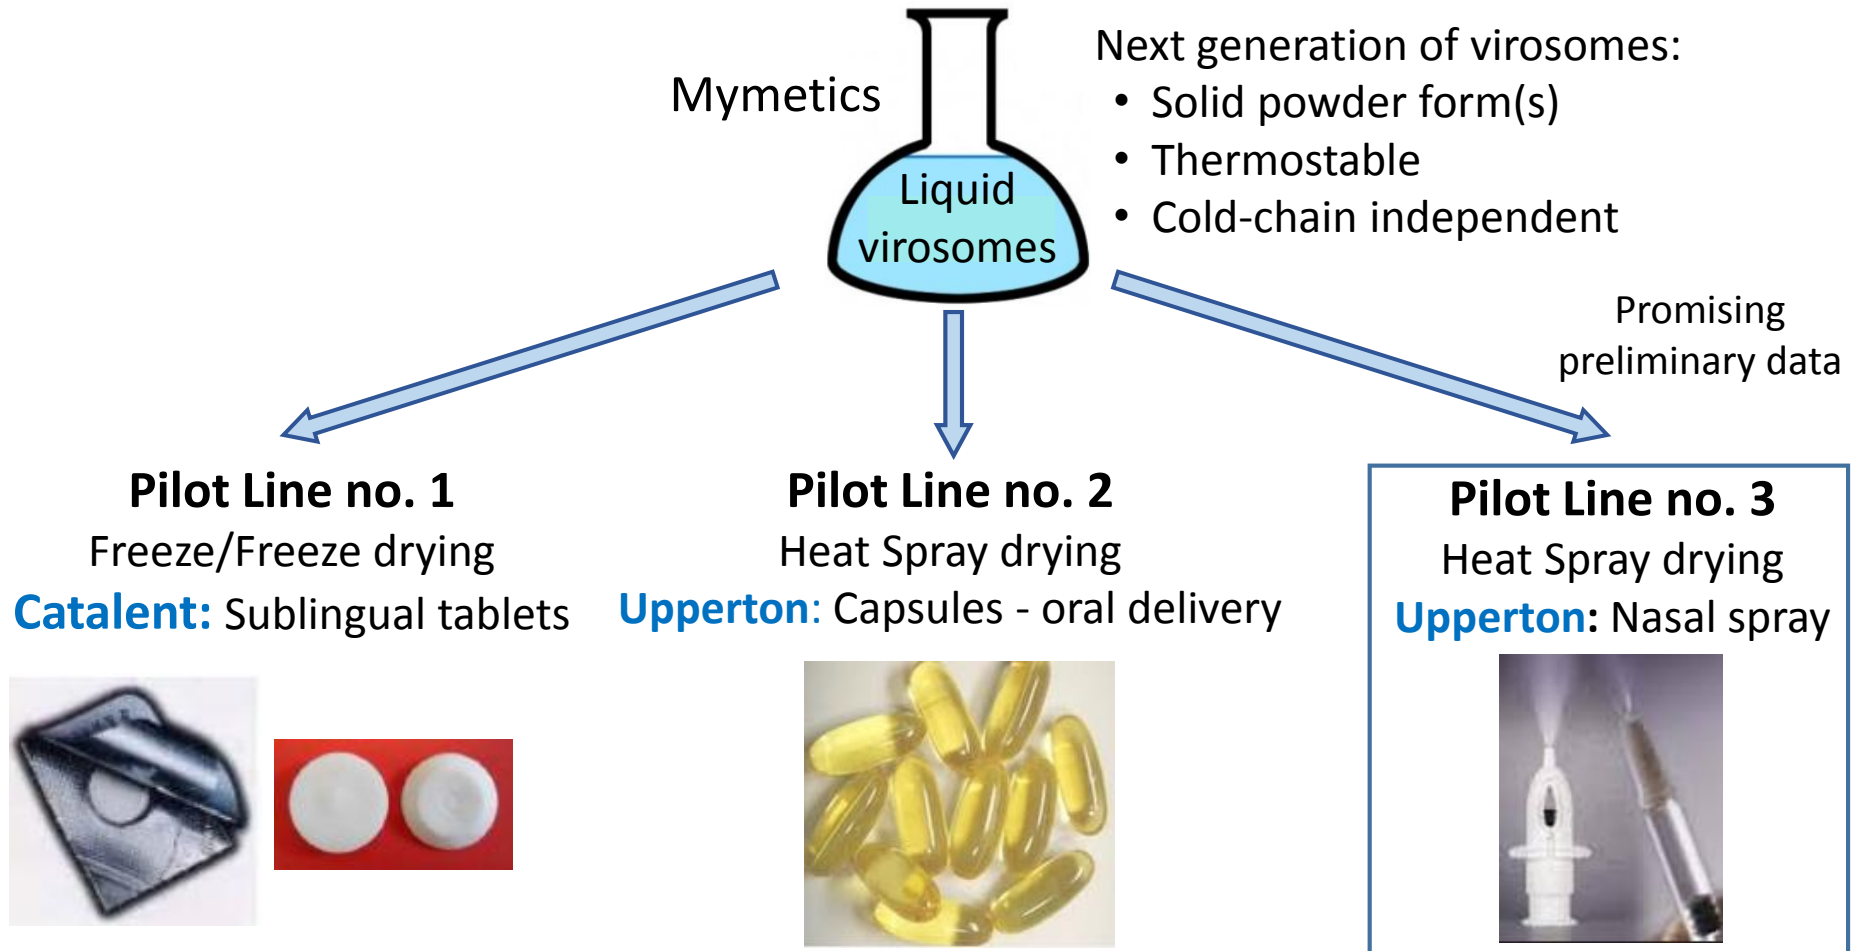 Mymetics
Liquid
virosomes
Next generation of virosomes:
• Solid powder form(s)
• Thermostable
• Cold-chain independent
Promising
preliminary data
Pilot Line no. 1
Freeze/Freeze drying
Catalent: Sublingual tablets
Pilot Line no. 2
Heat Spray drying
Upperton: Capsules - oral delivery
Pilot Line no. 3
Heat Spray drying
Upperton: Nasal spray